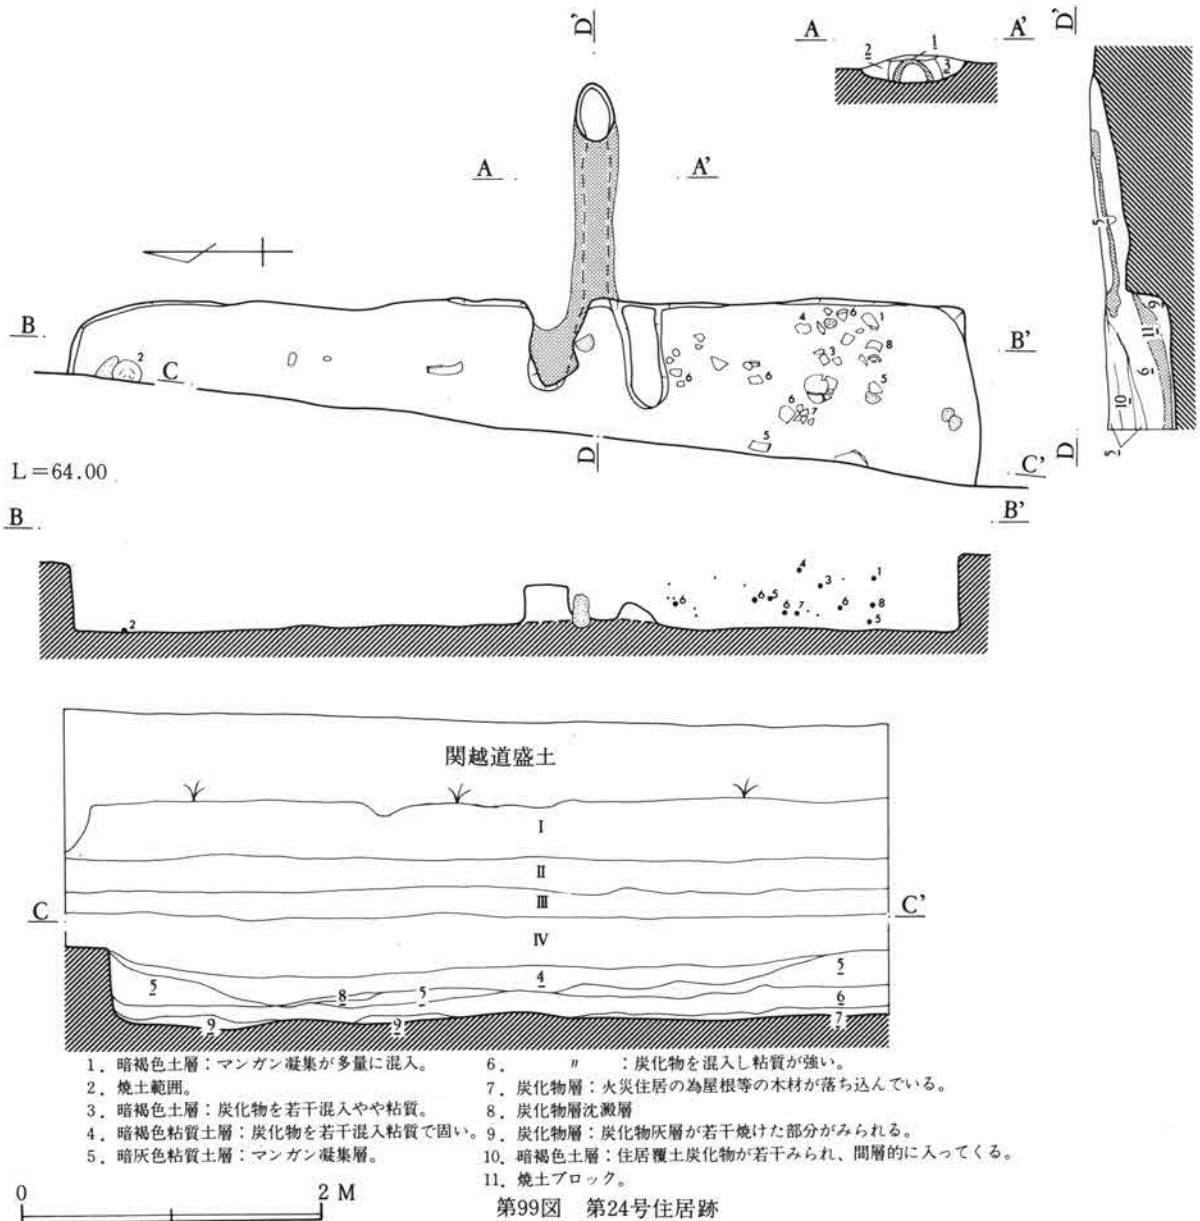 D'
A 1 A'
2 3
D'
A A'
B B'
4 6 1
8
3
2 C 6 6 5
6 7
5
D C'
5
9
11
6
10
5
D
L=64.00
B B'
4 1
3
6 6 5 6 7 6 8
5
2
関越道盛土
I
II
III
C C'
IV
5 4 5
8 5 6
9 9 7
1. 暗褐色土層:マンガン凝集が多量に混入。
2. 焼土範囲。
3. 暗褐色土層:炭化物を若干混入やや粘質。
4. 暗褐色粘質土層:炭化物を若干混入粘質で固い。
5. 暗灰色粘質土層:マンガン凝集層。
6. 〃 :炭化物を混入し粘質が強い。
7. 炭化物層:火災住居の為屋根等の木材が落ち込んでいる。
8. 炭化物層沈澱層
9. 炭化物層:炭化物灰層が若干焼けた部分がみられる。
10. 暗褐色土層:住居覆土炭化物が若干みられ、間層的に入ってくる。
11. 焼土ブロック。
0 2 M
第99図 第24号住居跡